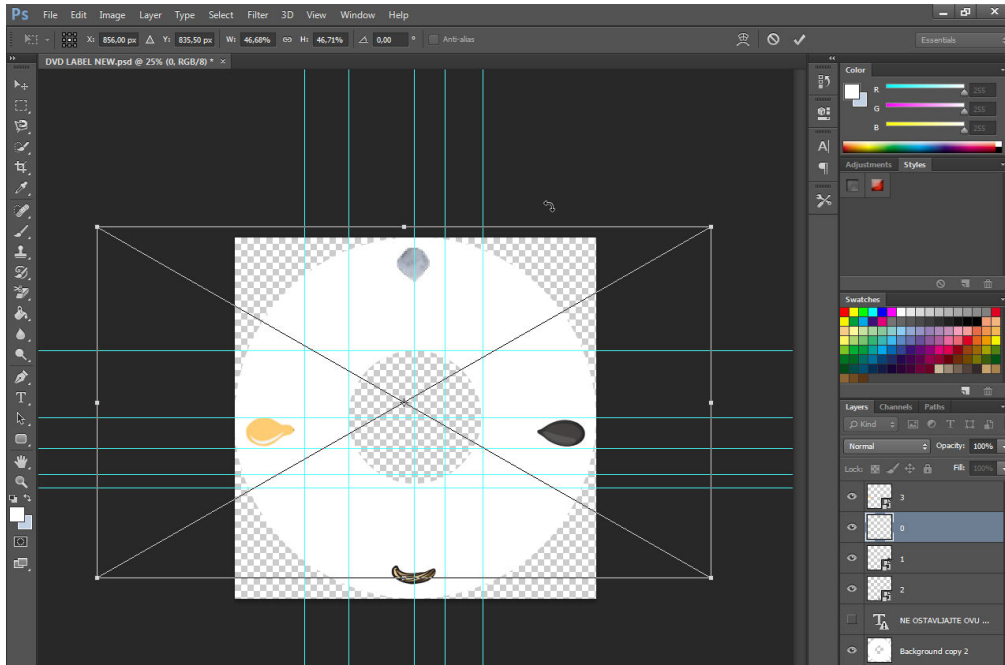 Ps File Edit Image Layer Type Select Filter 3D View Window Help
X: 856,00 px Y: 835,50 px W: 46,68% H: 46,71% 0,00 ° Anti-alias Essentials
DVD LABEL NEW.psd @ 25% (0, RGB/8) * ×
Color
R 255
G 255
B 255
Adjustments Styles
Swatches
Layers Channels Paths
Kind
Normal Opacity: 100%
Lock: Fill: 100%
3
0
1
2
NE OSTAVLJAJTE OVU ...
Background copy 2